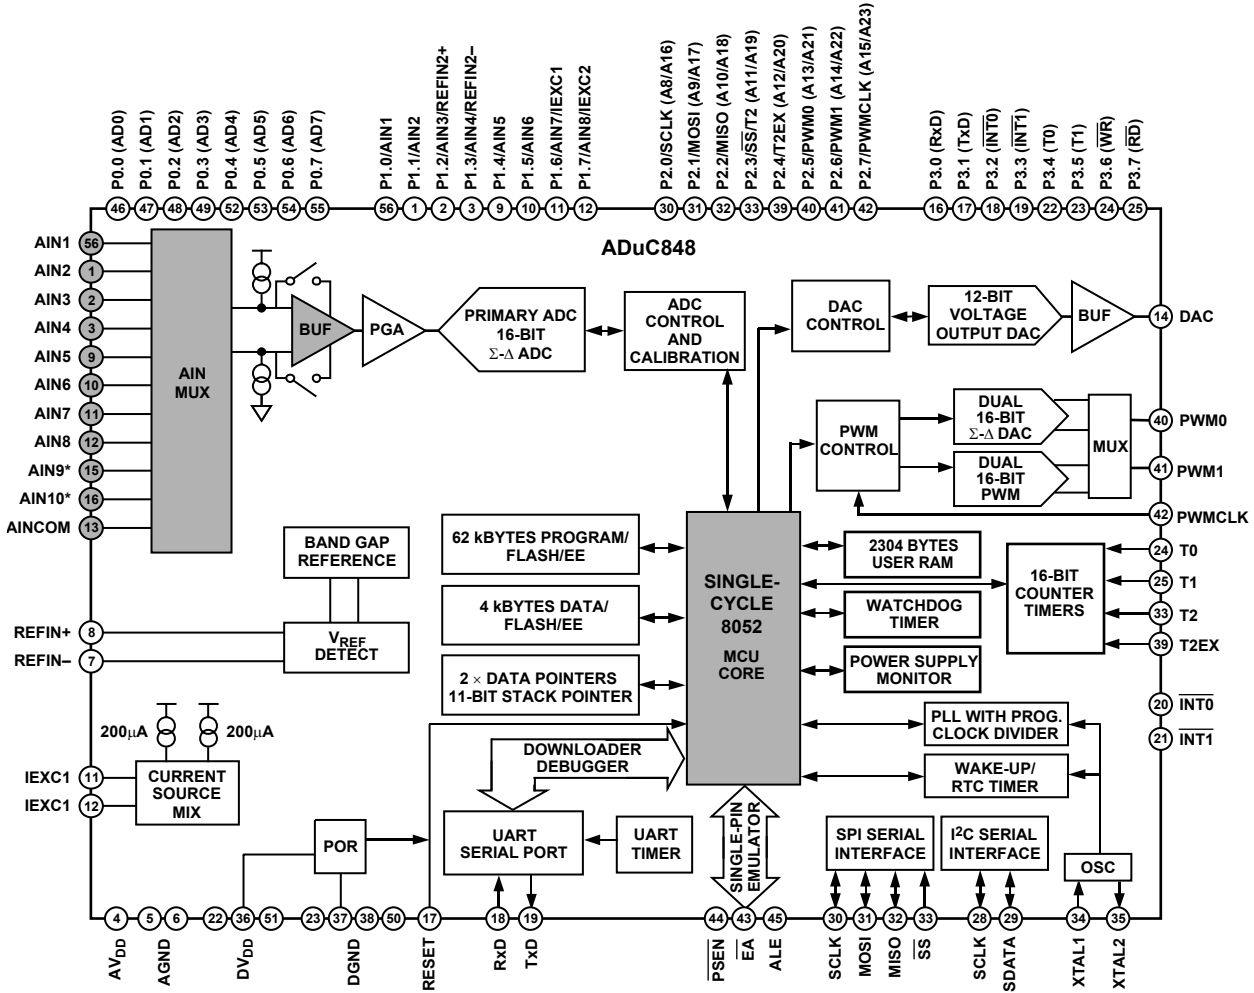 P0.0 (AD0)
P0.1 (AD1)
P0.2 (AD2)
P0.3 (AD3)
P0.4 (AD4)
P0.5 (AD5)
P0.6 (AD6)
P0.7 (AD7)
P1.0/AIN1
P1.1/AIN2
P1.2/AIN3/REFIN2+
P1.3/AIN4/REFIN2–
P1.4/AIN5
P1.5/AIN6
P1.6/AIN7/IEXC1
P1.7/AIN8/IEXC2
P2.0/SCLK (A8/A16)
P2.1/MOSI (A9/A17)
P2.2/MISO (A10/A18)
P2.3/S̅S̅/T2 (A11/A19)
P2.4/T2EX (A12/A20)
P2.5/PWM0 (A13/A21)
P2.6/PWM1 (A14/A22)
P2.7/PWMCLK (A15/A23)
P3.0 (RxD)
P3.1 (TxD)
P3.2 (I̅N̅T̅0̅)
P3.3 (I̅N̅T̅1̅)
P3.4 (T0)
P3.5 (T1)
P3.6 (W̅R̅)
P3.7 (R̅D̅)
46 47 48 49 52 53 54 55 56 1 2 3 9 10 11 12 30 31 32 33 39 40 41 42 16 17 18 19 22 23 24 25
ADuC848
AIN1 56
AIN2 1
AIN3 2
AIN4 3
AIN5 9
AIN6 10
AIN7 11
AIN8 12
AIN9* 15
AIN10* 16
AINCOM 13
AIN
MUX
BUF
PGA
PRIMARY ADC
16-BIT
Σ-Δ ADC
ADC
CONTROL
AND
CALIBRATION
DAC
CONTROL
12-BIT
VOLTAGE
OUTPUT DAC
BUF
14 DAC
PWM
CONTROL
DUAL
16-BIT
Σ-Δ DAC
DUAL
16-BIT
PWM
MUX
40 PWM0
41 PWM1
42 PWMCLK
BAND GAP
REFERENCE
REFIN+ 8
REFIN– 7
VREF
DETECT
62 kBYTES PROGRAM/
FLASH/EE
4 kBYTES DATA/
FLASH/EE
2 × DATA POINTERS
11-BIT STACK POINTER
SINGLE-
CYCLE
8052
MCU
CORE
2304 BYTES
USER RAM
WATCHDOG
TIMER
POWER SUPPLY
MONITOR
16-BIT
COUNTER
TIMERS
24 T0
25 T1
33 T2
39 T2EX
20 I̅N̅T̅0̅
21 I̅N̅T̅1̅
PLL WITH PROG.
CLOCK DIVIDER
WAKE-UP/
RTC TIMER
200μA
200μA
IEXC1 11
IEXC1 12
CURRENT
SOURCE
MIX
DOWNLOADER
DEBUGGER
POR
UART
SERIAL PORT
UART
TIMER
SINGLE-PIN
EMULATOR
SPI SERIAL
INTERFACE
I2C SERIAL
INTERFACE
OSC
4 5 6 22 36 51 23 37 38 50 17 18 19 44 43 45 30 31 32 33 28 29 34 35
AVDD
AGND
DVDD
DGND
RESET
RxD
TxD
P̅S̅E̅N̅
E̅A̅
ALE
SCLK
MOSI
MISO
S̅S̅
SCLK
SDATA
XTAL1
XTAL2